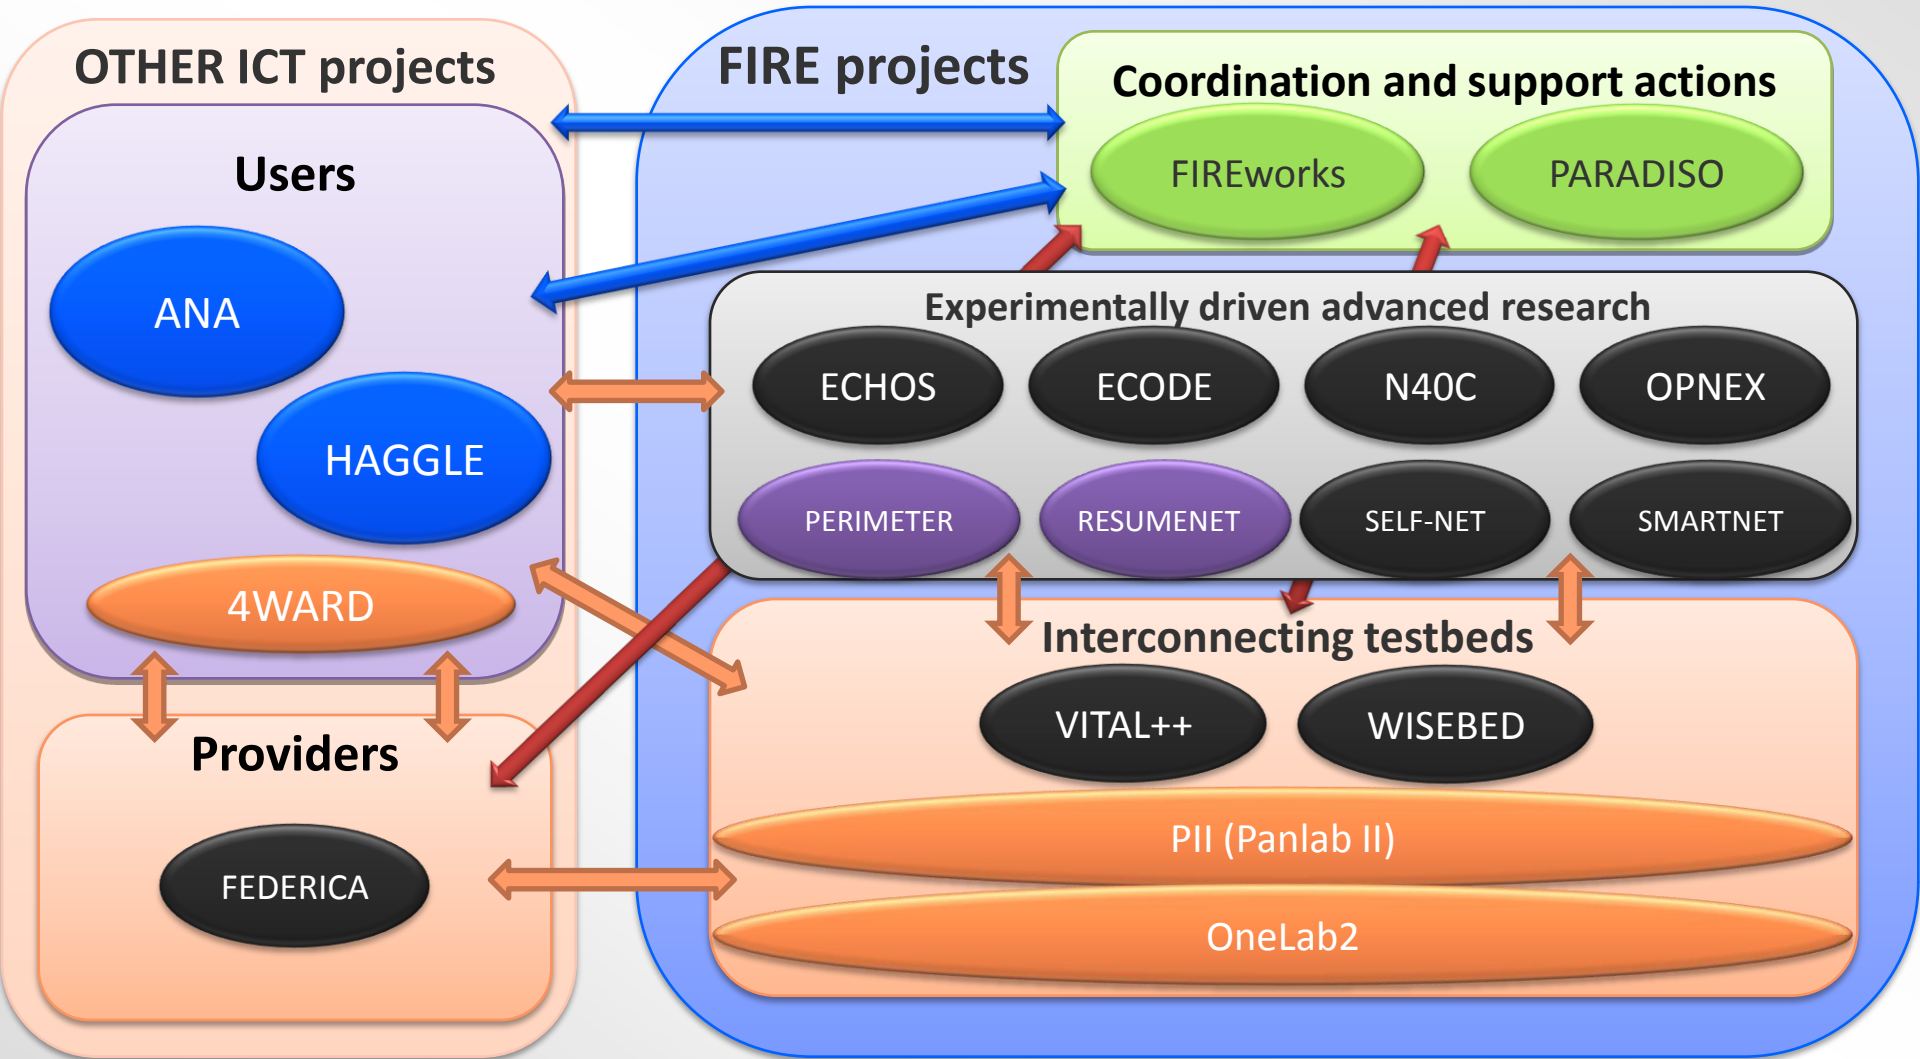 OTHER ICT projects
Users
ANA
HAGGLE
4WARD
Providers
FEDERICA
FIRE projects
Coordination and support actions
FIREworks
PARADISO
Experimentally driven advanced research
ECHOS
ECODE
N40C
OPNEX
PERIMETER
RESUMENET
SELF-NET
SMARTNET
Interconnecting testbeds
VITAL++
WISEBED
PII (Panlab II)
OneLab2